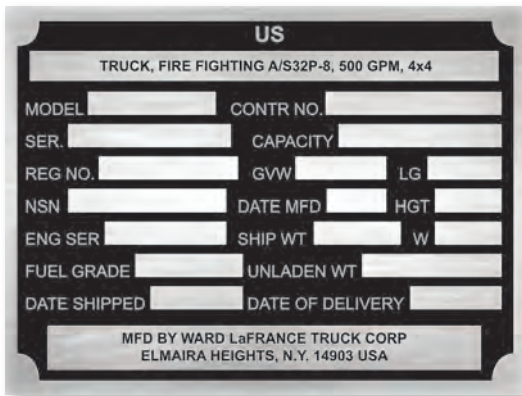 US
TRUCK, FIRE FIGHTING A/S32P-8, 500 GPM, 4x4
MODEL CONTR NO.
SER. CAPACITY
REG NO. GVW LG
NSN DATE MFD HGT
ENG SER SHIP WT W
FUEL GRADE UNLADEN WT
DATE SHIPPED DATE OF DELIVERY
MFD BY WARD LaFRANCE TRUCK CORP
ELMAIRA HEIGHTS, N.Y. 14903 USA